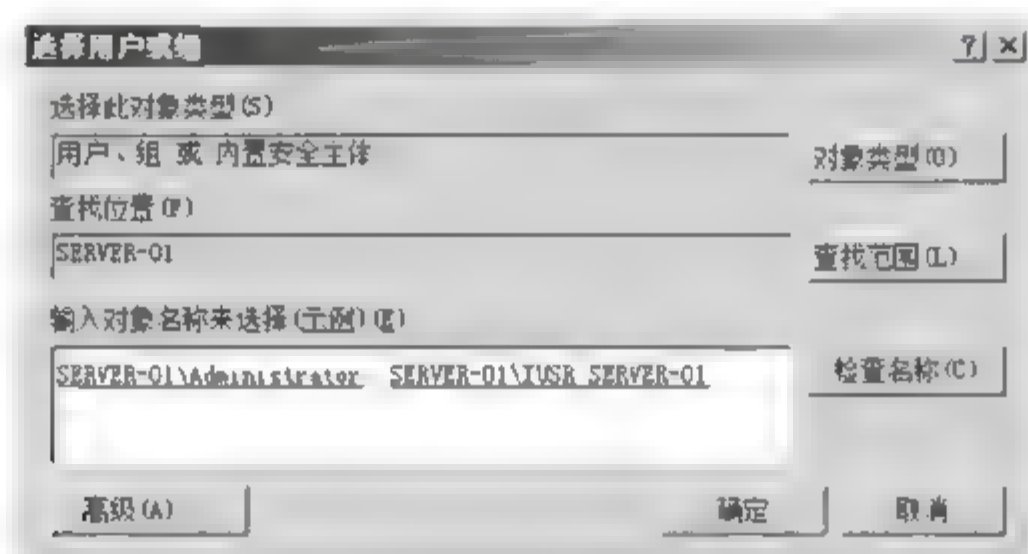 选择用户或组
选择此对象类型(S)
用户、组 或 内置安全主体
对象类型(O)
查找位置(F)
SERVER-01
查找范围(L)
输入对象名称来选择(示例)(E)
SERVER-01\Administrator SERVER-01\IUSR_SERVER-01
检查名称(C)
高级(A)
确定
取消